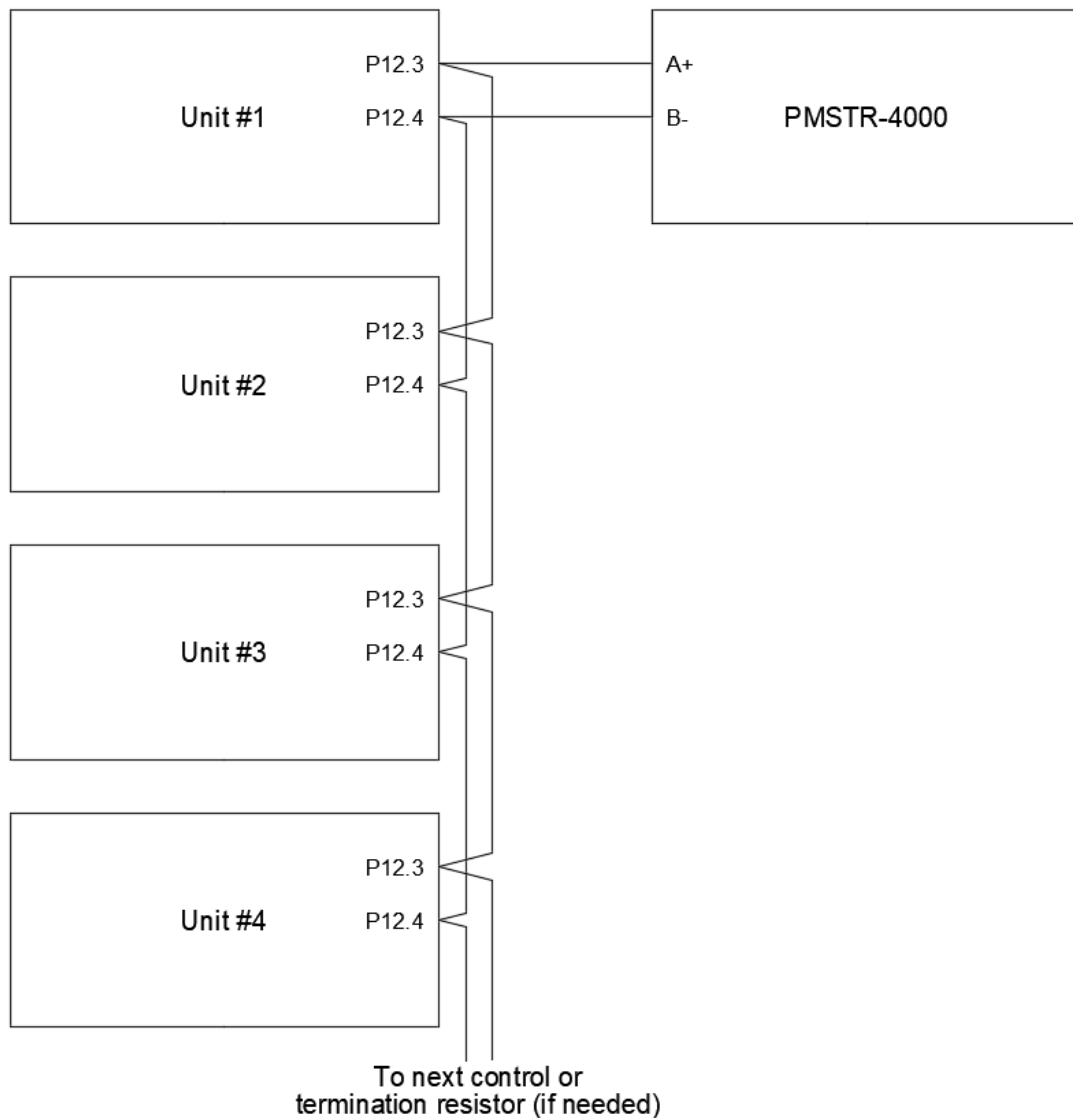 P12.3
Unit #1
P12.4
A+
B-
PMSTR-4000
P12.3
Unit #2
P12.4
P12.3
Unit #3
P12.4
P12.3
Unit #4
P12.4
To next control or
termination resistor (if needed)